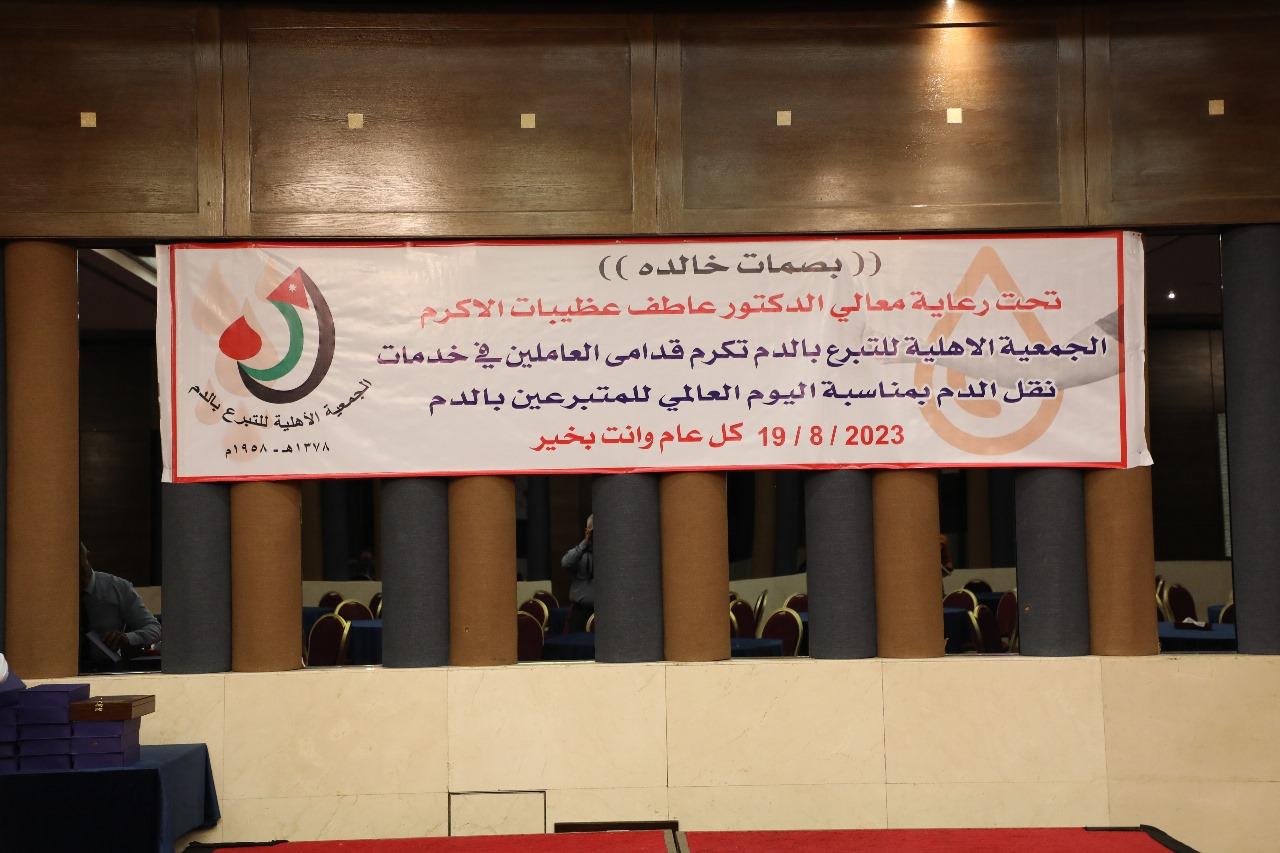 (( بصمات خالده ))
تحت رعاية معالي الدكتور عاطف عظيبات الاكرم
الجمعية الاهلية للتبرع بالدم تكرم قدامى العاملين في خدمات
نقل الدم بمناسبة اليوم العالمي للمتبرعين بالدم
19 / 8 / 2023 كل عام وانت بخير
الجمعية الأهلية للتبرع بالدم
١٣٧٨هـ - ١٩٥٨م